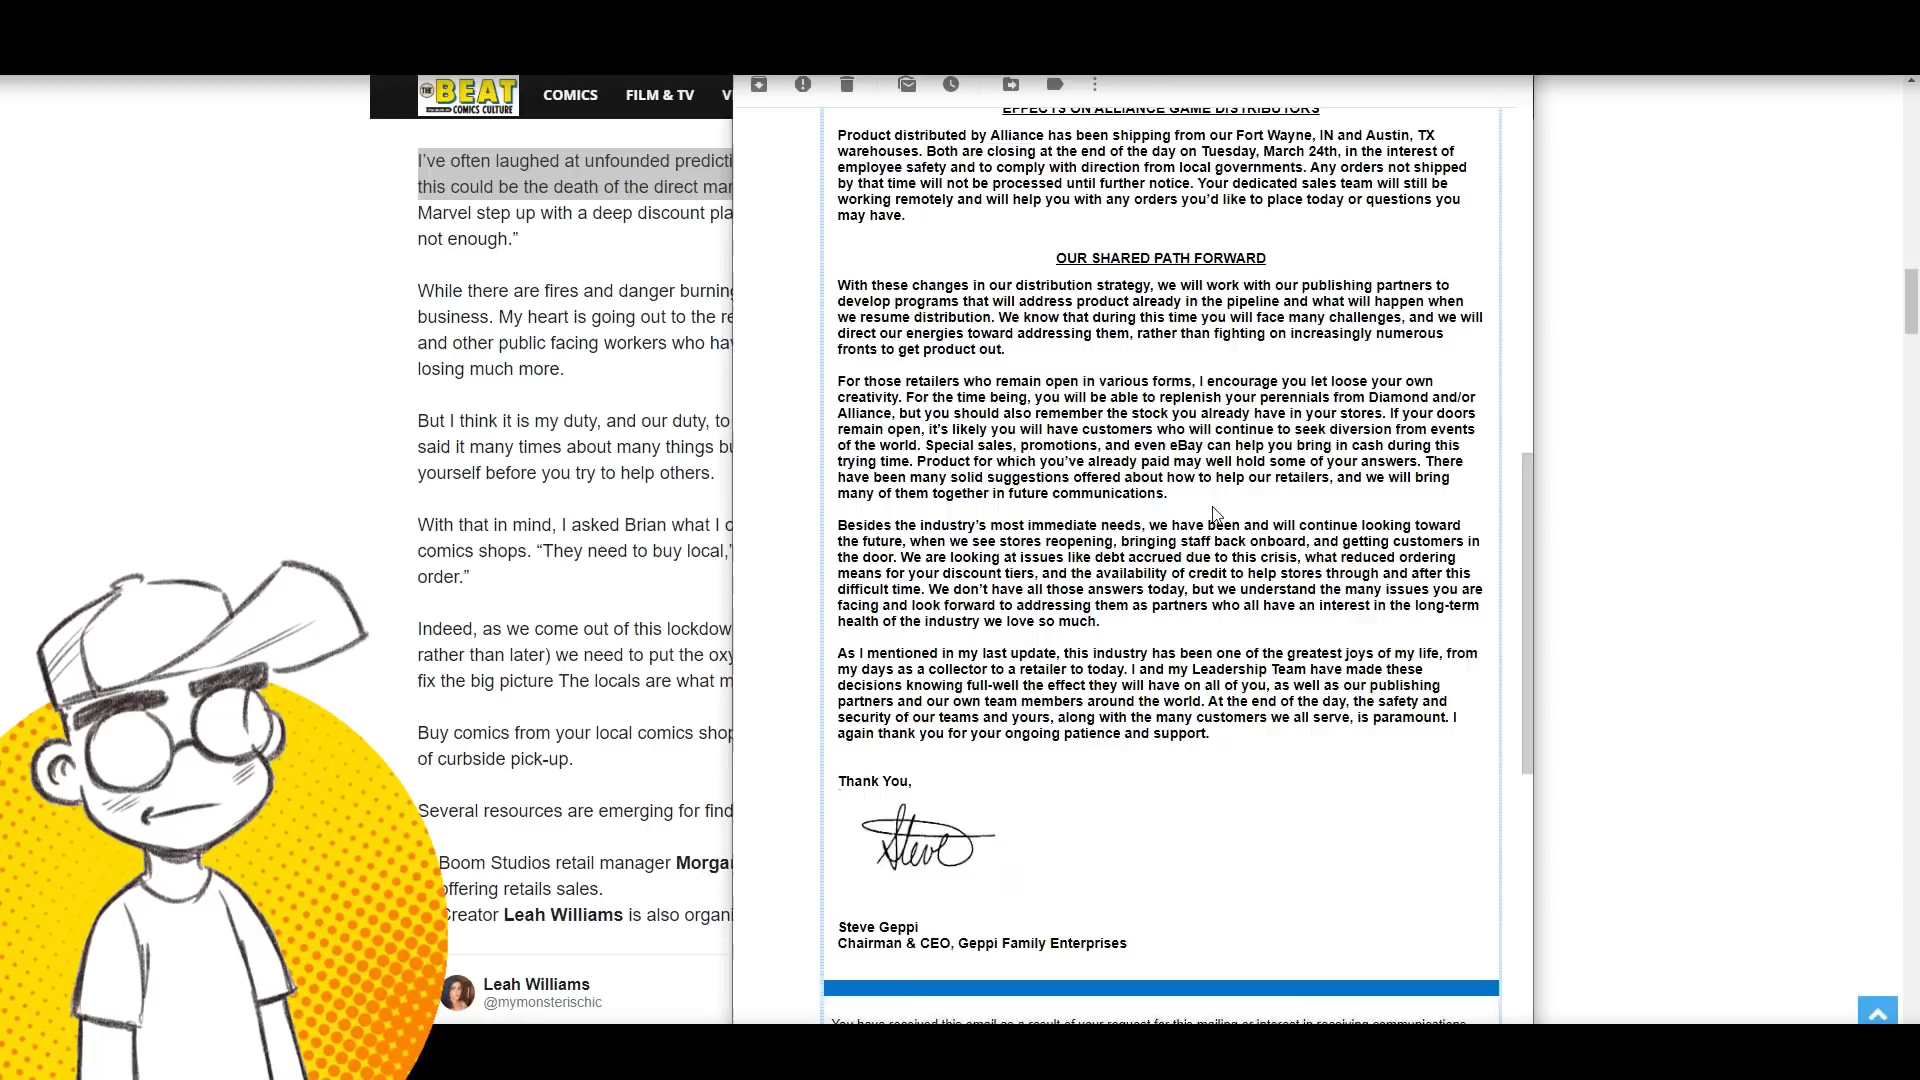 THE BEAT
COMICS CULTURE
COMICS
FILM & TV
I’ve often laughed at unfounded
this could be the death of the direct
Marvel step up with a deep discount
not enough.”
While there are fires and danger
business. My heart is going out to the
and other public facing workers who
losing much more.
But I think it is my duty, and our duty, to
said it many times about many things
yourself before you try to help others.
With that in mind, I asked Brian what I
comics shops. “They need to buy local,”
order.”
Indeed, as we come out of this
rather than later) we need to put the
fix the big picture The locals are what
Buy comics from your local comics
of curbside pick-up.
Several resources are emerging for
Boom Studios retail manager
offering retails sales.
Creator Leah Williams is also
Leah Williams
@mymonsterischic
EFFECTS ON ALLIANCE GAME DISTRIBUTORS
Product distributed by Alliance has been shipping from our Fort Wayne, IN and Austin, TX
warehouses. Both are closing at the end of the day on Tuesday, March 24th, in the interest of
employee safety and to comply with direction from local governments. Any orders not shipped
by that time will not be processed until further notice. Your dedicated sales team will still be
working remotely and will help you with any orders you’d like to place today or questions you
may have.
OUR SHARED PATH FORWARD
With these changes in our distribution strategy, we will work with our publishing partners to
develop programs that will address product already in the pipeline and what will happen when
we resume distribution. We know that during this time you will face many challenges, and we will
direct our energies toward addressing them, rather than fighting on increasingly numerous
fronts to get product out.
For those retailers who remain open in various forms, I encourage you let loose your own
creativity. For the time being, you will be able to replenish your perennials from Diamond and/or
Alliance, but you should also remember the stock you already have in your stores. If your doors
remain open, it’s likely you will have customers who will continue to seek diversion from events
of the world. Special sales, promotions, and even eBay can help you bring in cash during this
trying time. Product for which you’ve already paid may well hold some of your answers. There
have been many solid suggestions offered about how to help our retailers, and we will bring
many of them together in future communications.
Besides the industry’s most immediate needs, we have been and will continue looking toward
the future, when we see stores reopening, bringing staff back onboard, and getting customers in
the door. We are looking at issues like debt accrued due to this crisis, what reduced ordering
means for your discount tiers, and the availability of credit to help stores through and after this
difficult time. We don’t have all those answers today, but we understand the many issues you are
facing and look forward to addressing them as partners who all have an interest in the long-term
health of the industry we love so much.
As I mentioned in my last update, this industry has been one of the greatest joys of my life, from
my days as a collector to a retailer to today. I and my Leadership Team have made these
decisions knowing full-well the effect they will have on all of you, as well as our publishing
partners and our own team members around the world. At the end of the day, the safety and
security of our teams and yours, along with the many customers we all serve, is paramount. I
again thank you for your ongoing patience and support.
Thank You,
Steve
Steve Geppi
Chairman & CEO, Geppi Family Enterprises
You have received this email as a result of your request for this mailing or interest in receiving communications